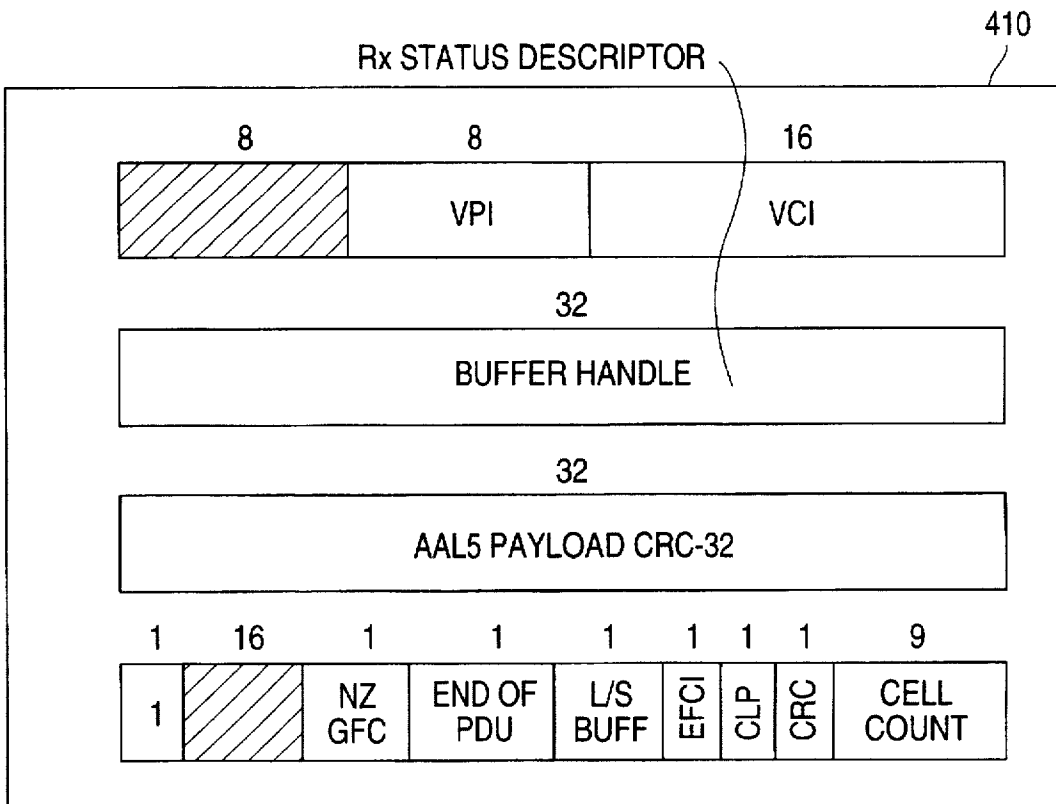 410
Rx STATUS DESCRIPTOR
8 8 16
VPI VCI
32
BUFFER HANDLE
32
AAL5 PAYLOAD CRC-32
1 16 1 1 1 1 1 1 9
1 NZ GFC END OF PDU L/S BUFF EFCI CLP CRC CELL COUNT